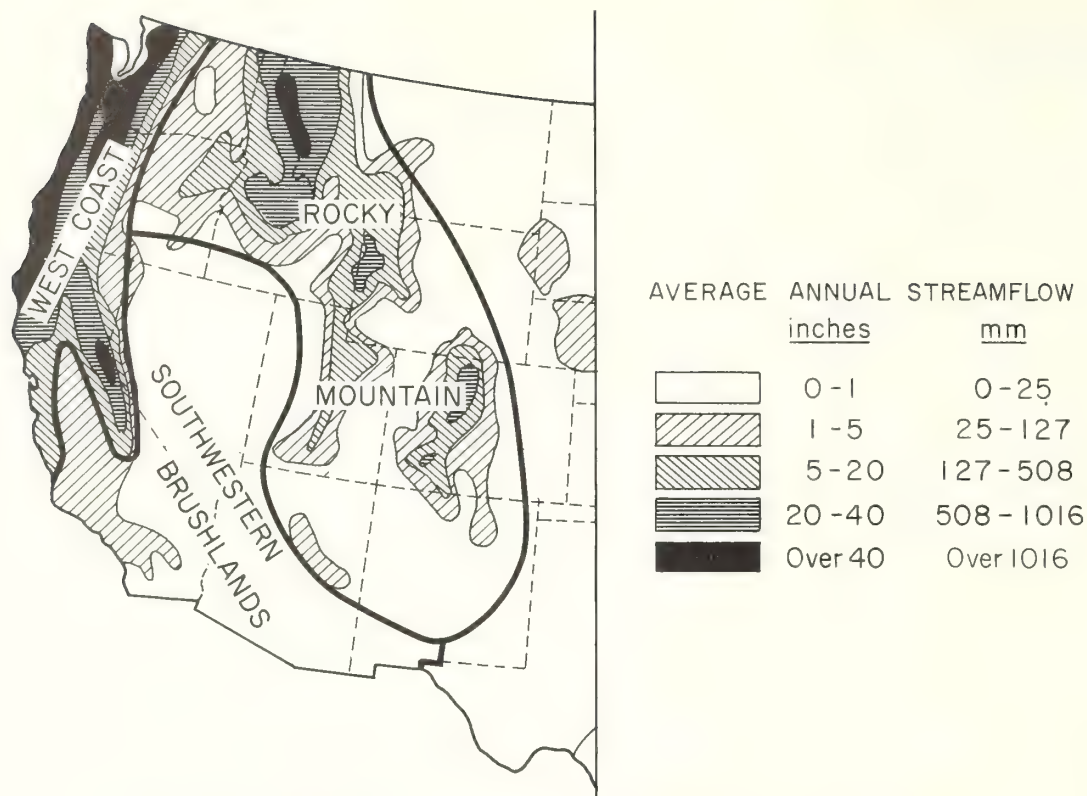 WEST COAST
ROCKY
MOUNTAIN
SOUTHWESTERN
BRUSHLANDS
AVERAGE ANNUAL STREAMFLOW
inches mm
0-1 0-25
1-5 25-127
5-20 127-508
20-40 508-1016
Over 40 Over 1016